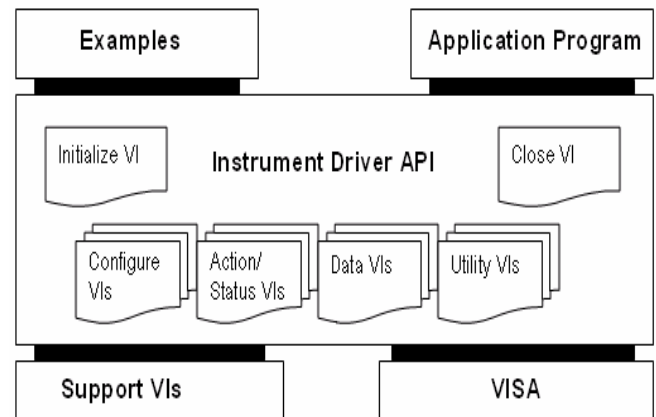 Examples
Application Program
Initialize VI
Instrument Driver API
Close VI
Configure
VIs
Action/
Status VIs
Data VIs
Utility VIs
Support VIs
VISA